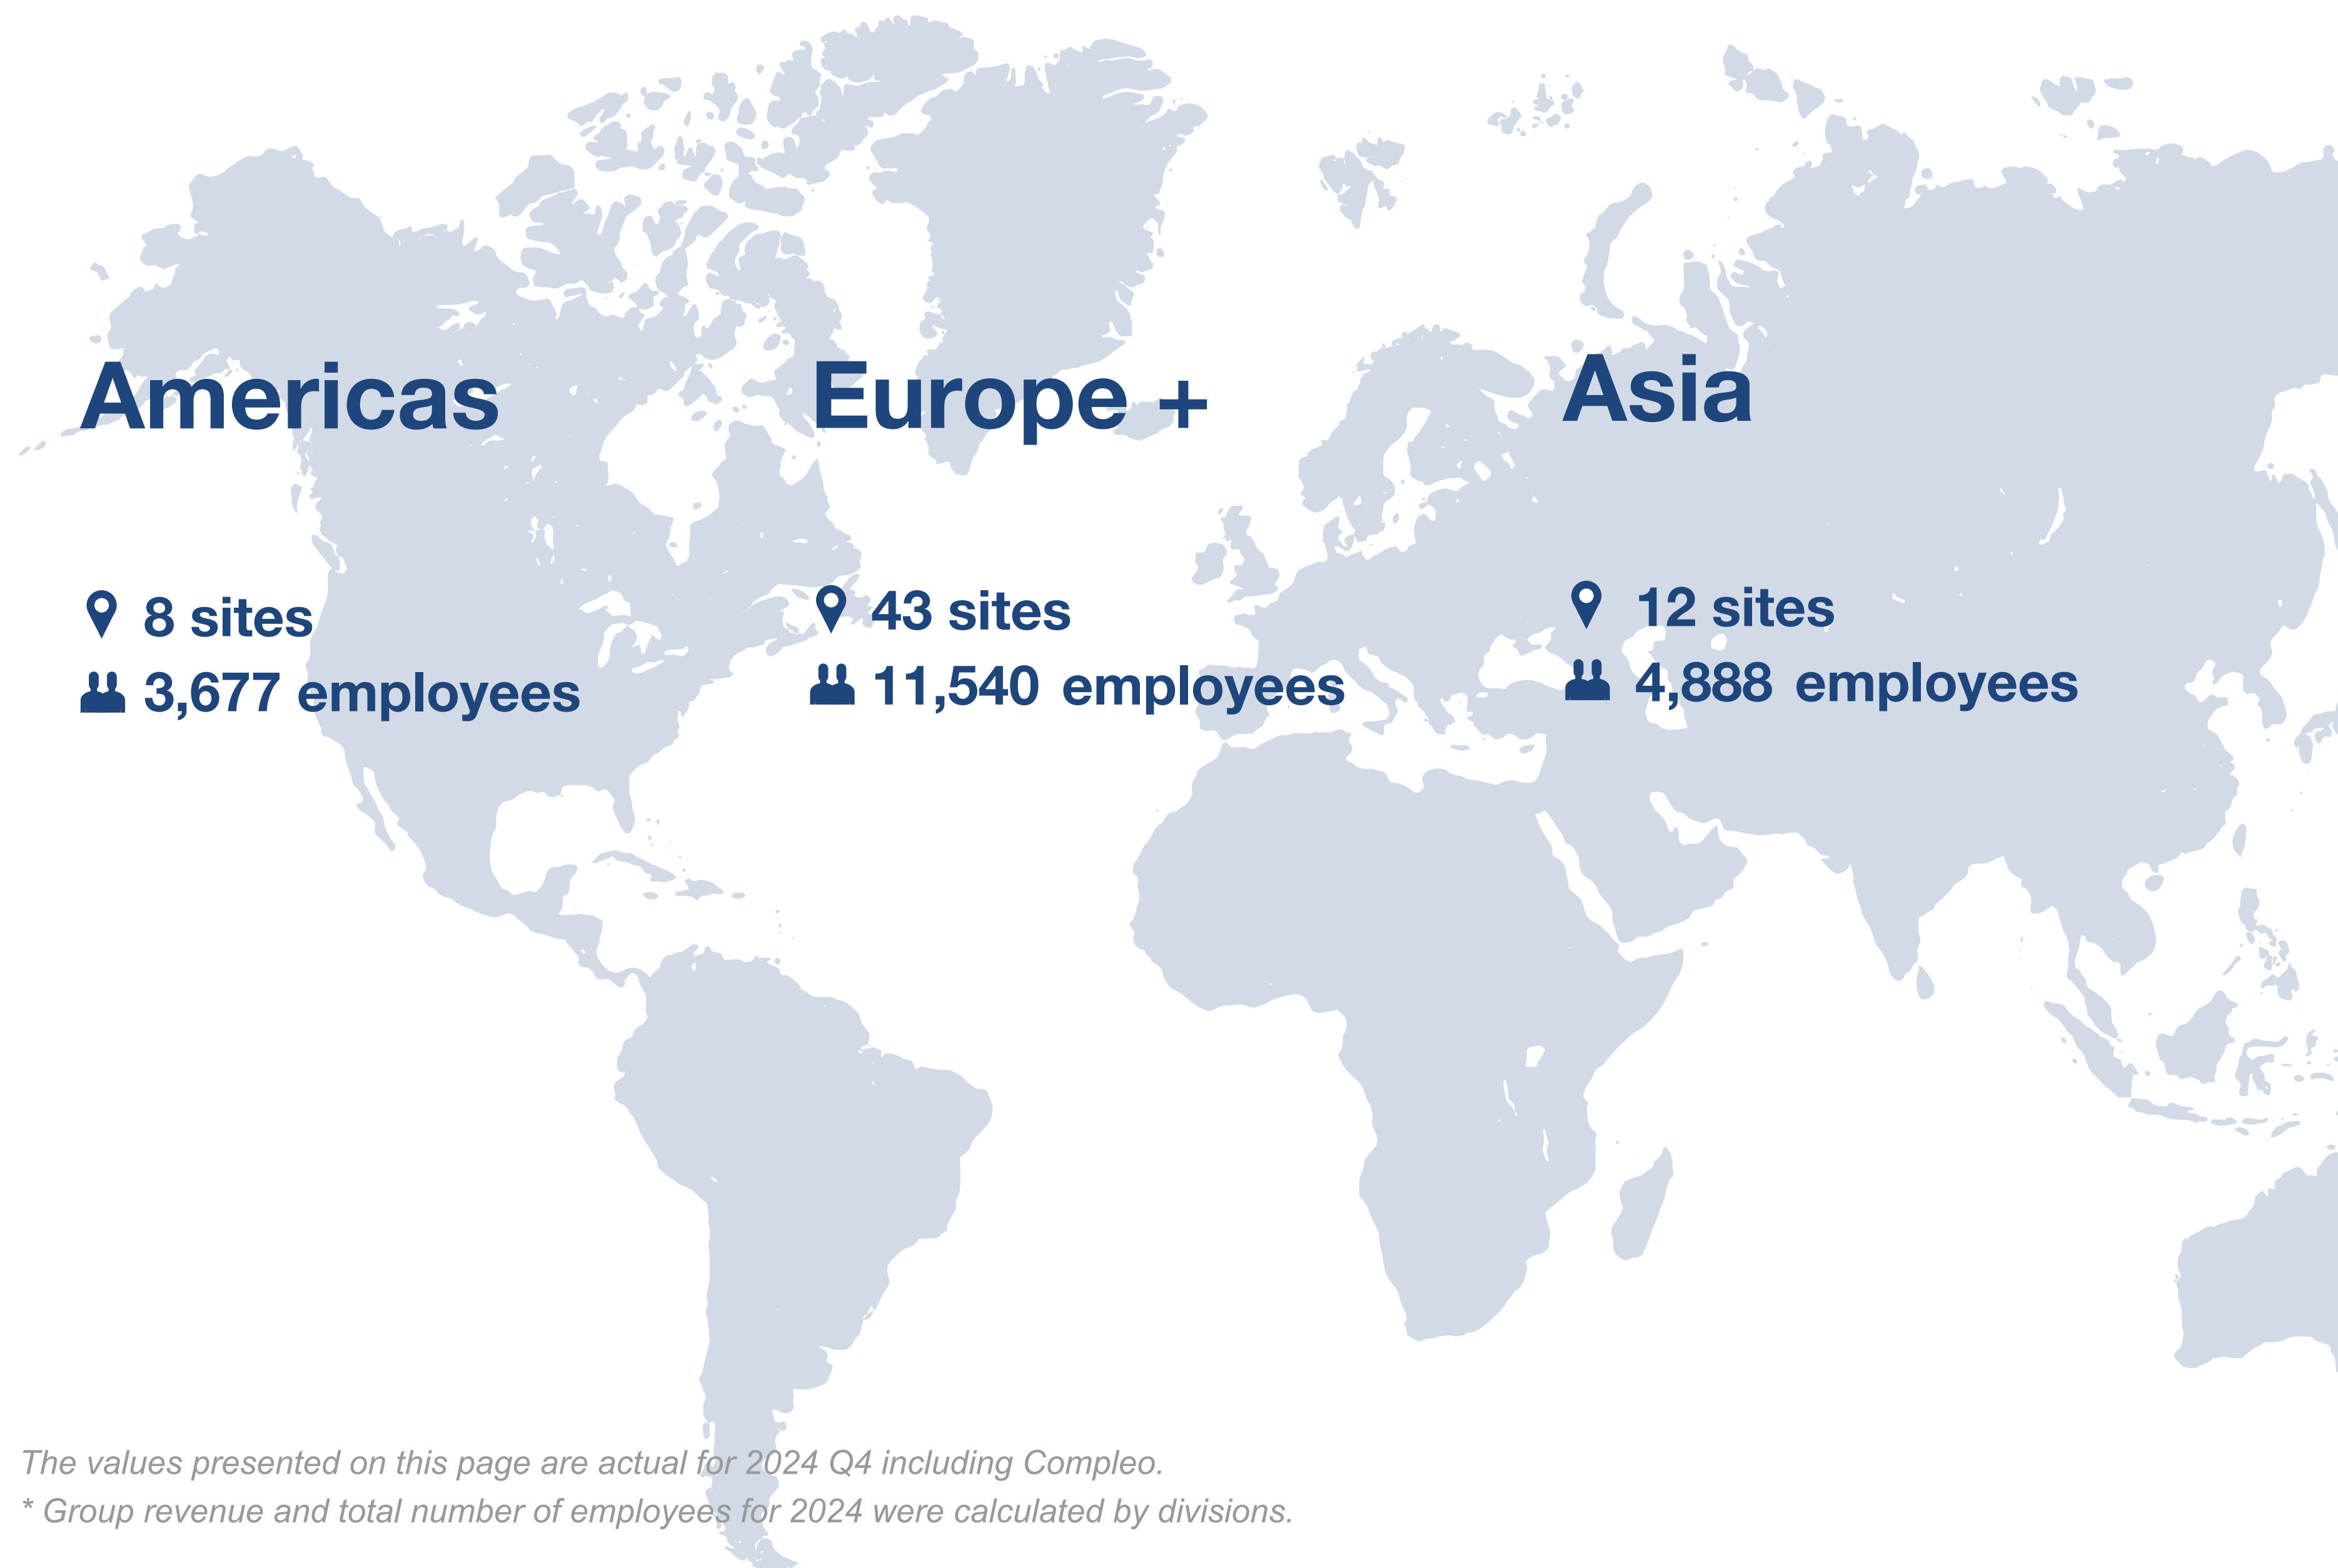 Americas
8 sites
3,677 employees
Europe +
43 sites
11,540 employees
Asia
12 sites
4,888 employees
The values presented on this page are actual for 2024 Q4 including Compleo.
* Group revenue and total number of employees for 2024 were calculated by divisions.